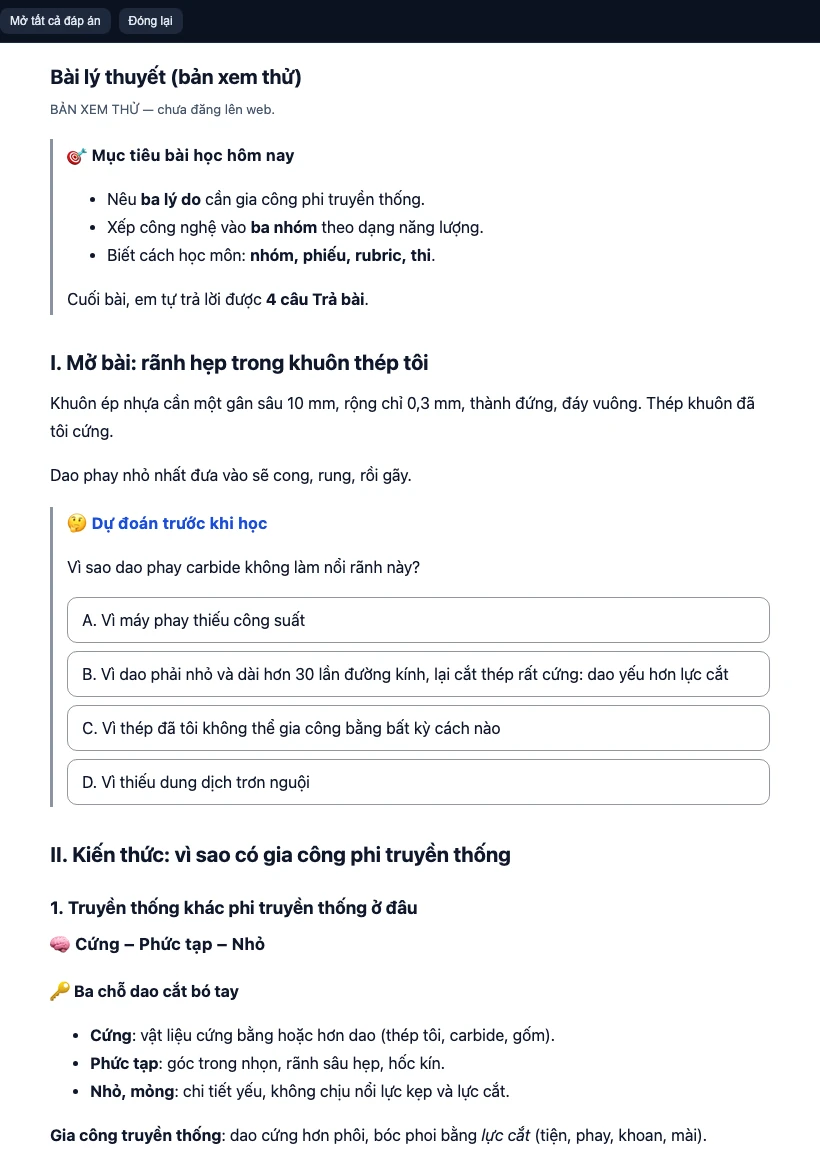 Mở tất cả đáp án
Đóng lại
Bài lý thuyết (bản xem thử)
BẢN XEM THỬ — chưa đăng lên web.
🎯 Mục tiêu bài học hôm nay
• Nêu ba lý do cần gia công phi truyền thống.
• Xếp công nghệ vào ba nhóm theo dạng năng lượng.
• Biết cách học môn: nhóm, phiếu, rubric, thi.
Cuối bài, em tự trả lời được 4 câu Trả bài.
I. Mở bài: rãnh hẹp trong khuôn thép tôi
Khuôn ép nhựa cần một gân sâu 10 mm, rộng chỉ 0,3 mm, thành đứng, đáy vuông. Thép khuôn đã
tôi cứng.
Dao phay nhỏ nhất đưa vào sẽ cong, rung, rồi gãy.
🤔 Dự đoán trước khi học
Vì sao dao phay carbide không làm nổi rãnh này?
A. Vì máy phay thiếu công suất
B. Vì dao phải nhỏ và dài hơn 30 lần đường kính, lại cắt thép rất cứng: dao yếu hơn lực cắt
C. Vì thép đã tôi không thể gia công bằng bất kỳ cách nào
D. Vì thiếu dung dịch trơn nguội
II. Kiến thức: vì sao có gia công phi truyền thống
1. Truyền thống khác phi truyền thống ở đâu
🧠 Cứng – Phức tạp – Nhỏ
🔑 Ba chỗ dao cắt bó tay
• Cứng: vật liệu cứng bằng hoặc hơn dao (thép tôi, carbide, gốm).
• Phức tạp: góc trong nhọn, rãnh sâu hẹp, hốc kín.
• Nhỏ, mỏng: chi tiết yếu, không chịu nổi lực kẹp và lực cắt.
Gia công truyền thống: dao cứng hơn phôi, bóc phoi bằng lực cắt (tiện, phay, khoan, mài).